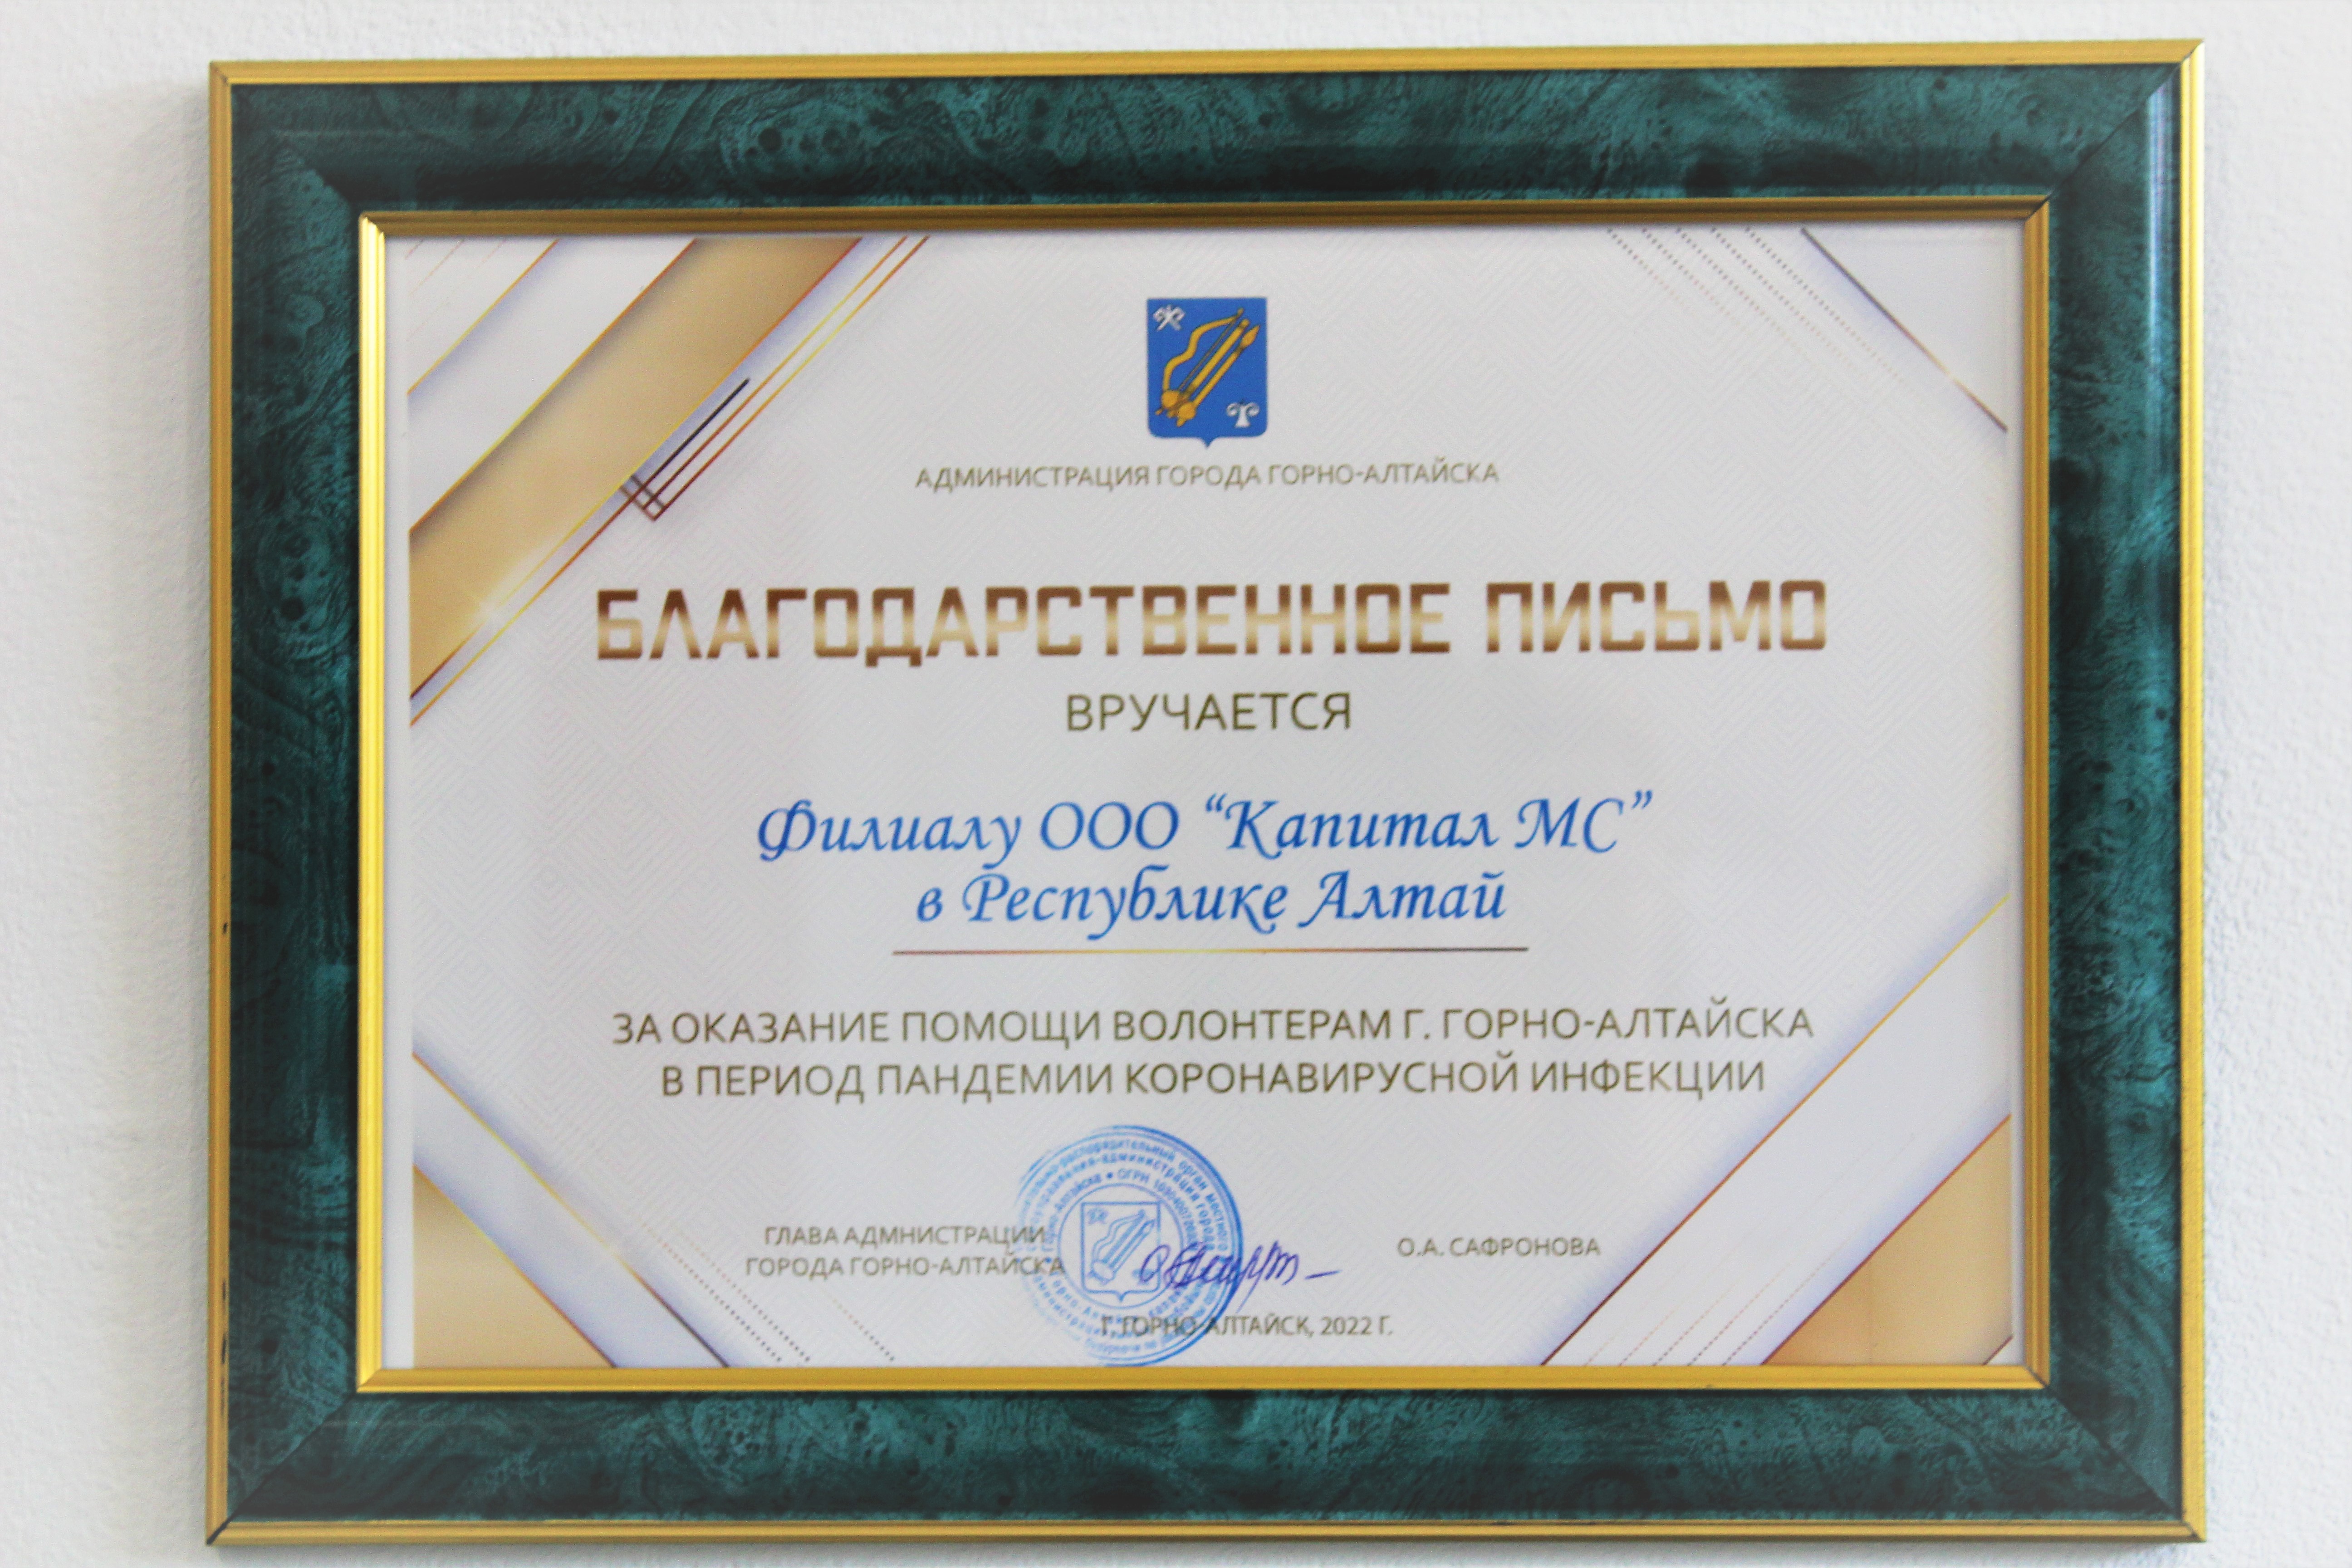 АДМИНИСТРАЦИЯ ГОРОДА ГОРНО-АЛТАЙСКА
БЛАГОДАРСТВЕННОЕ ПИСЬМО
ВРУЧАЕТСЯ
Филиалу ООО “Капитал МС”
в Республике Алтай
ЗА ОКАЗАНИЕ ПОМОЩИ ВОЛОНТЕРАМ Г. ГОРНО-АЛТАЙСКА
В ПЕРИОД ПАНДЕМИИ КОРОНАВИРУСНОЙ ИНФЕКЦИИ
ГЛАВА АДМНИСТРАЦИИ
ГОРОДА ГОРНО-АЛТАЙСКА
О.А. САФРОНОВА
Г. ГОРНО-АЛТАЙСК, 2022 Г.